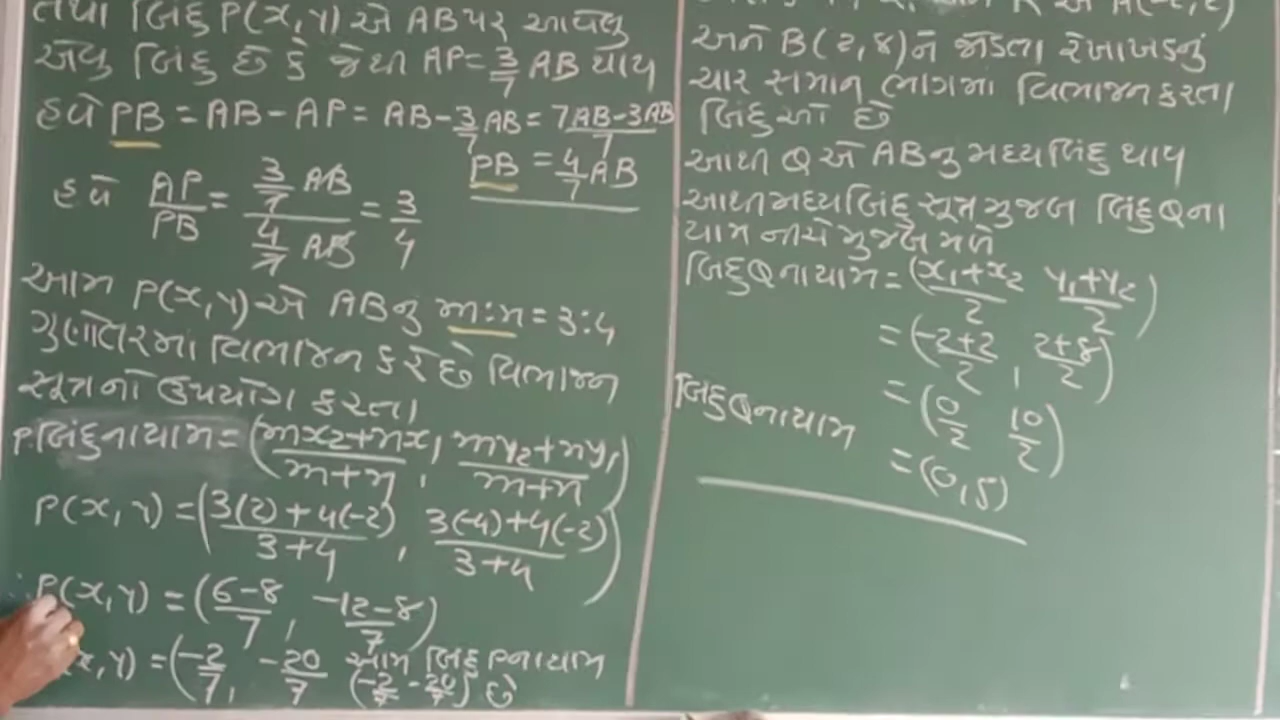 તથા બિંદુ P(x, y) એ AB પર આવેલુ
એવુ બિંદુ છે કે જેથી AP = 3/7 AB થાય
હવે PB = AB - AP = AB - 3/7 AB = (7AB - 3AB)/7
PB = 4/7 AB
હવે AP/PB = (3/7 AB)/(4/7 AB) = 3/4
આમ P(x, y) એ AB નુ m:n = 3:4
ગુણોતરમા વિભાજન કરે છે વિભાજન
સૂત્રનો ઉપયોગ કરતા
P. બિંદુનાયામ = ((mx₂ + nx₁)/(m+n), (my₂ + ny₁)/(m+n))
P(x, y) = ((3(2) + 4(-2))/(3+4), (3(-4) + 4(-2))/(3+4))
P(x, y) = ((6-8)/7, (-12-8)/7)
(x, y) = (-2/7, -20/7 આમ બિંદુ P ના યામ
(-2/7 -20/7) છે
અને B(2, 8) ને જોડતા રેખાખંડનું
ચાર સમાન ભાગમા વિભાજન કરતા
બિંદુઓ છે
આથી Q એ AB નુ મધ્યબિંદુ થાય
આથી મધ્યબિંદુ સૂત્ર મુજબ બિંદુ Q ના
યામ નીચે મુજબ મળે
બિંદુ Q નાયામ = ((x₁+x₂)/2 (y₁+y₂)/2)
= ((-2+2)/2, (2+8)/2)
= (0/2 10/2)
બિંદુ Q નાયામ
= (0, 5)